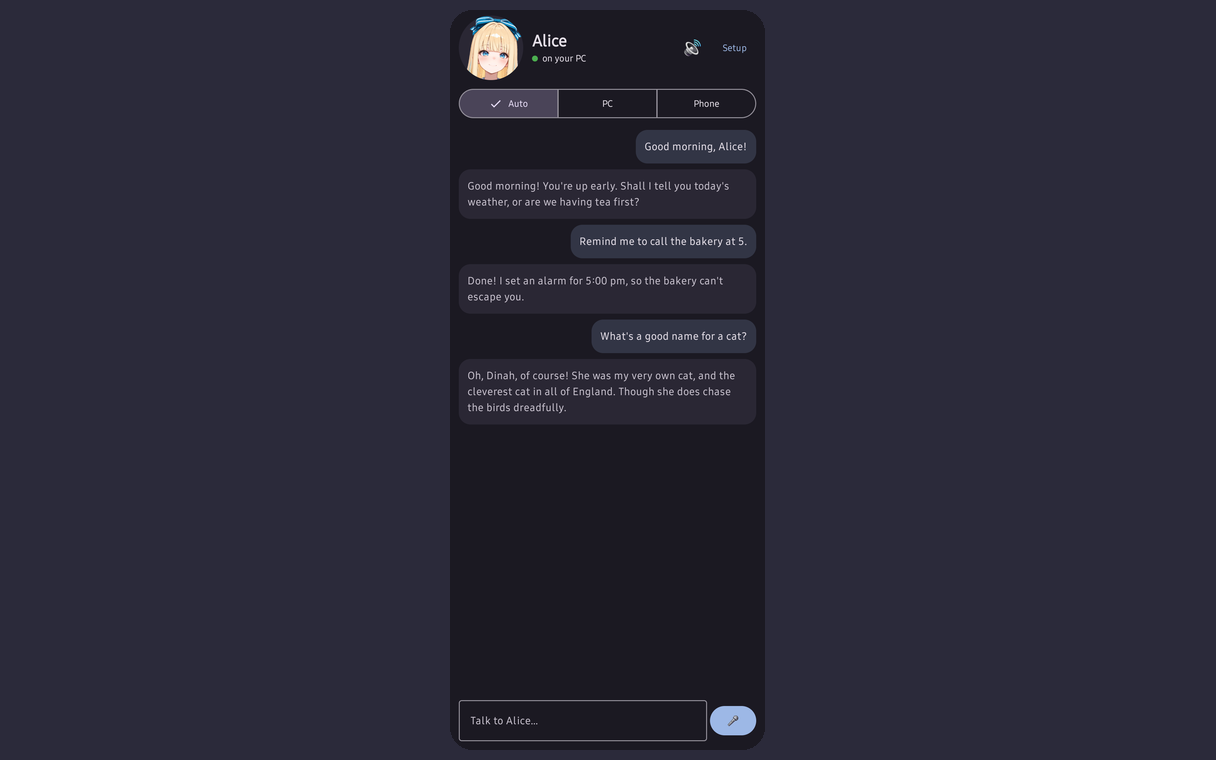 Alice
on your PC
Setup
Auto
PC
Phone
Good morning, Alice!
Good morning! You're up early. Shall I tell you today's
weather, or are we having tea first?
Remind me to call the bakery at 5.
Done! I set an alarm for 5:00 pm, so the bakery can't
escape you.
What's a good name for a cat?
Oh, Dinah, of course! She was my very own cat, and the
cleverest cat in all of England. Though she does chase
the birds dreadfully.
Talk to Alice...